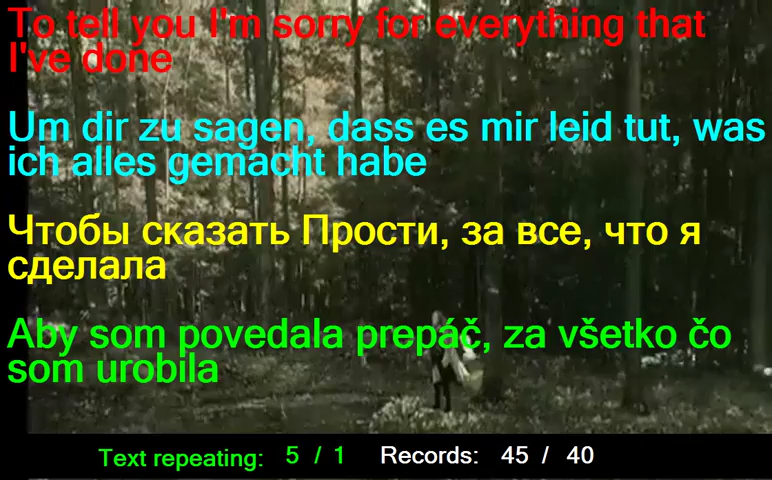 To tell you I'm sorry for everything that
I've done
Um dir zu sagen, dass es mir leid tut, was
ich alles gemacht habe
Чтобы сказать Прости, за все, что я
сделала
Aby som povedala prepáč, za všetko čo
som urobila
Text repeating: 5 / 1 Records: 45 / 40